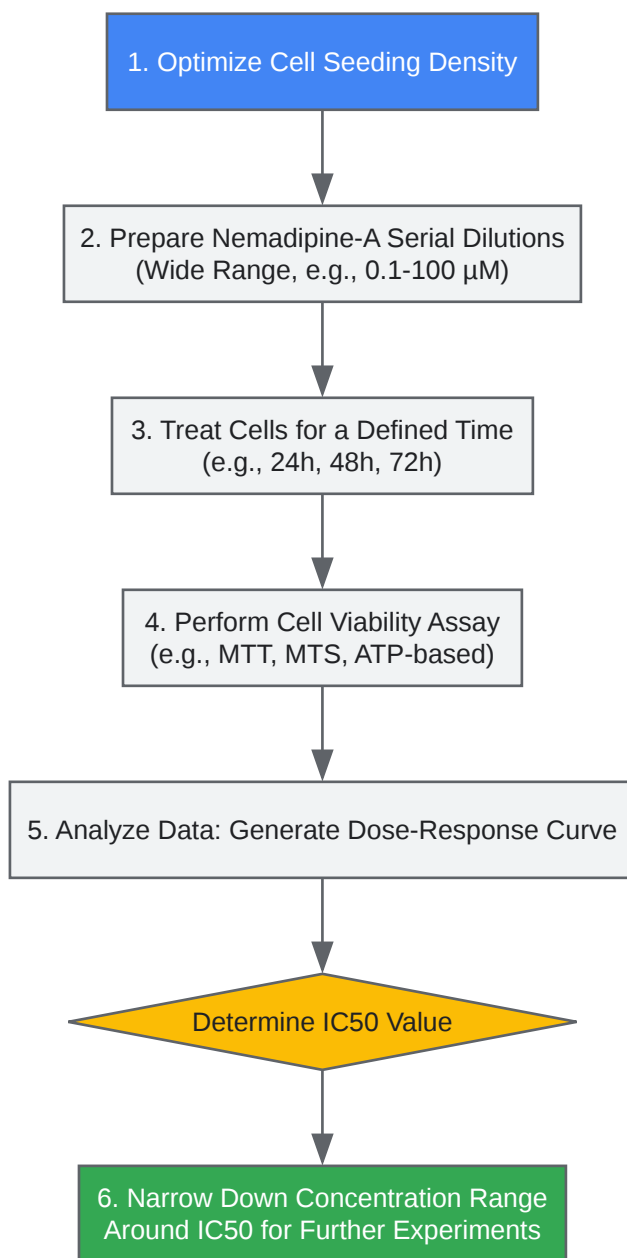 1. Optimize Cell Seeding Density
2. Prepare Nemadipine-A Serial Dilutions
(Wide Range, e.g., 0.1-100 µM)
3. Treat Cells for a Defined Time
(e.g., 24h, 48h, 72h)
4. Perform Cell Viability Assay
(e.g., MTT, MTS, ATP-based)
5. Analyze Data: Generate Dose-Response Curve
Determine IC50 Value
6. Narrow Down Concentration Range
Around IC50 for Further Experiments